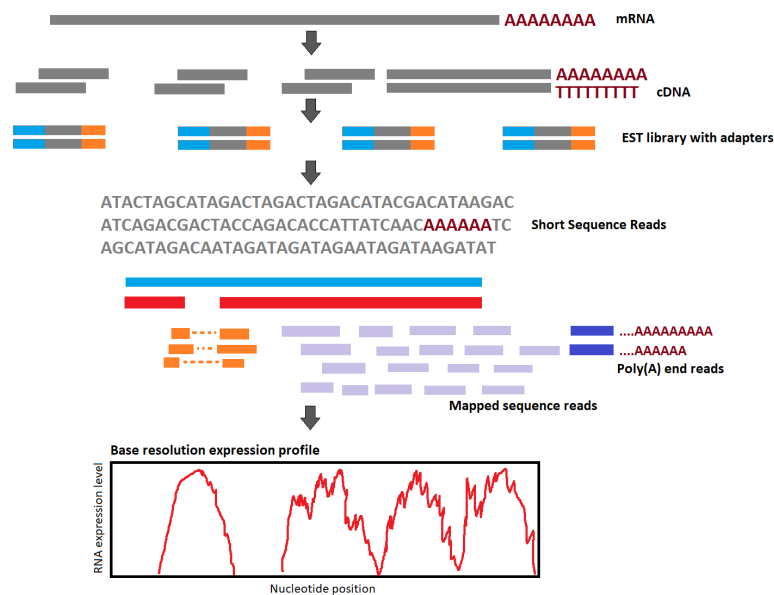 AAAAAAAA mRNA
AAAAAAAA
TTTTTTTTT cDNA
EST library with adapters
ATACTAGCATAGACTAGACTAGACATACGACATAAGAC
ATCAGACGACTACCAGACACCATTATCAACAAAAAATC
Short Sequence Reads
AGCATAGACAATAGATAGATAGAATAGATAAGATAT
....AAAAAAAAA
....AAAAAA
Poly(A) end reads
Mapped sequence reads
Base resolution expression profile
RNA expression level
Nucleotide position